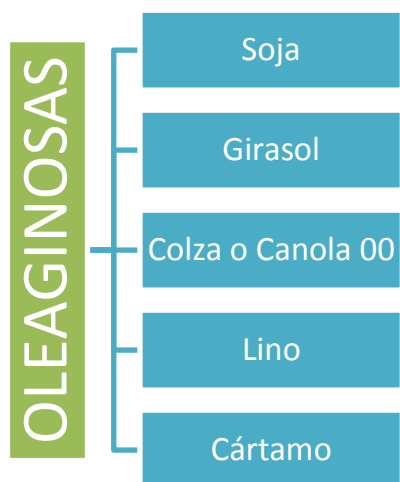 OLEAGINOSAS
Soja
Girasol
Colza o Canola 00
Lino
Cártamo